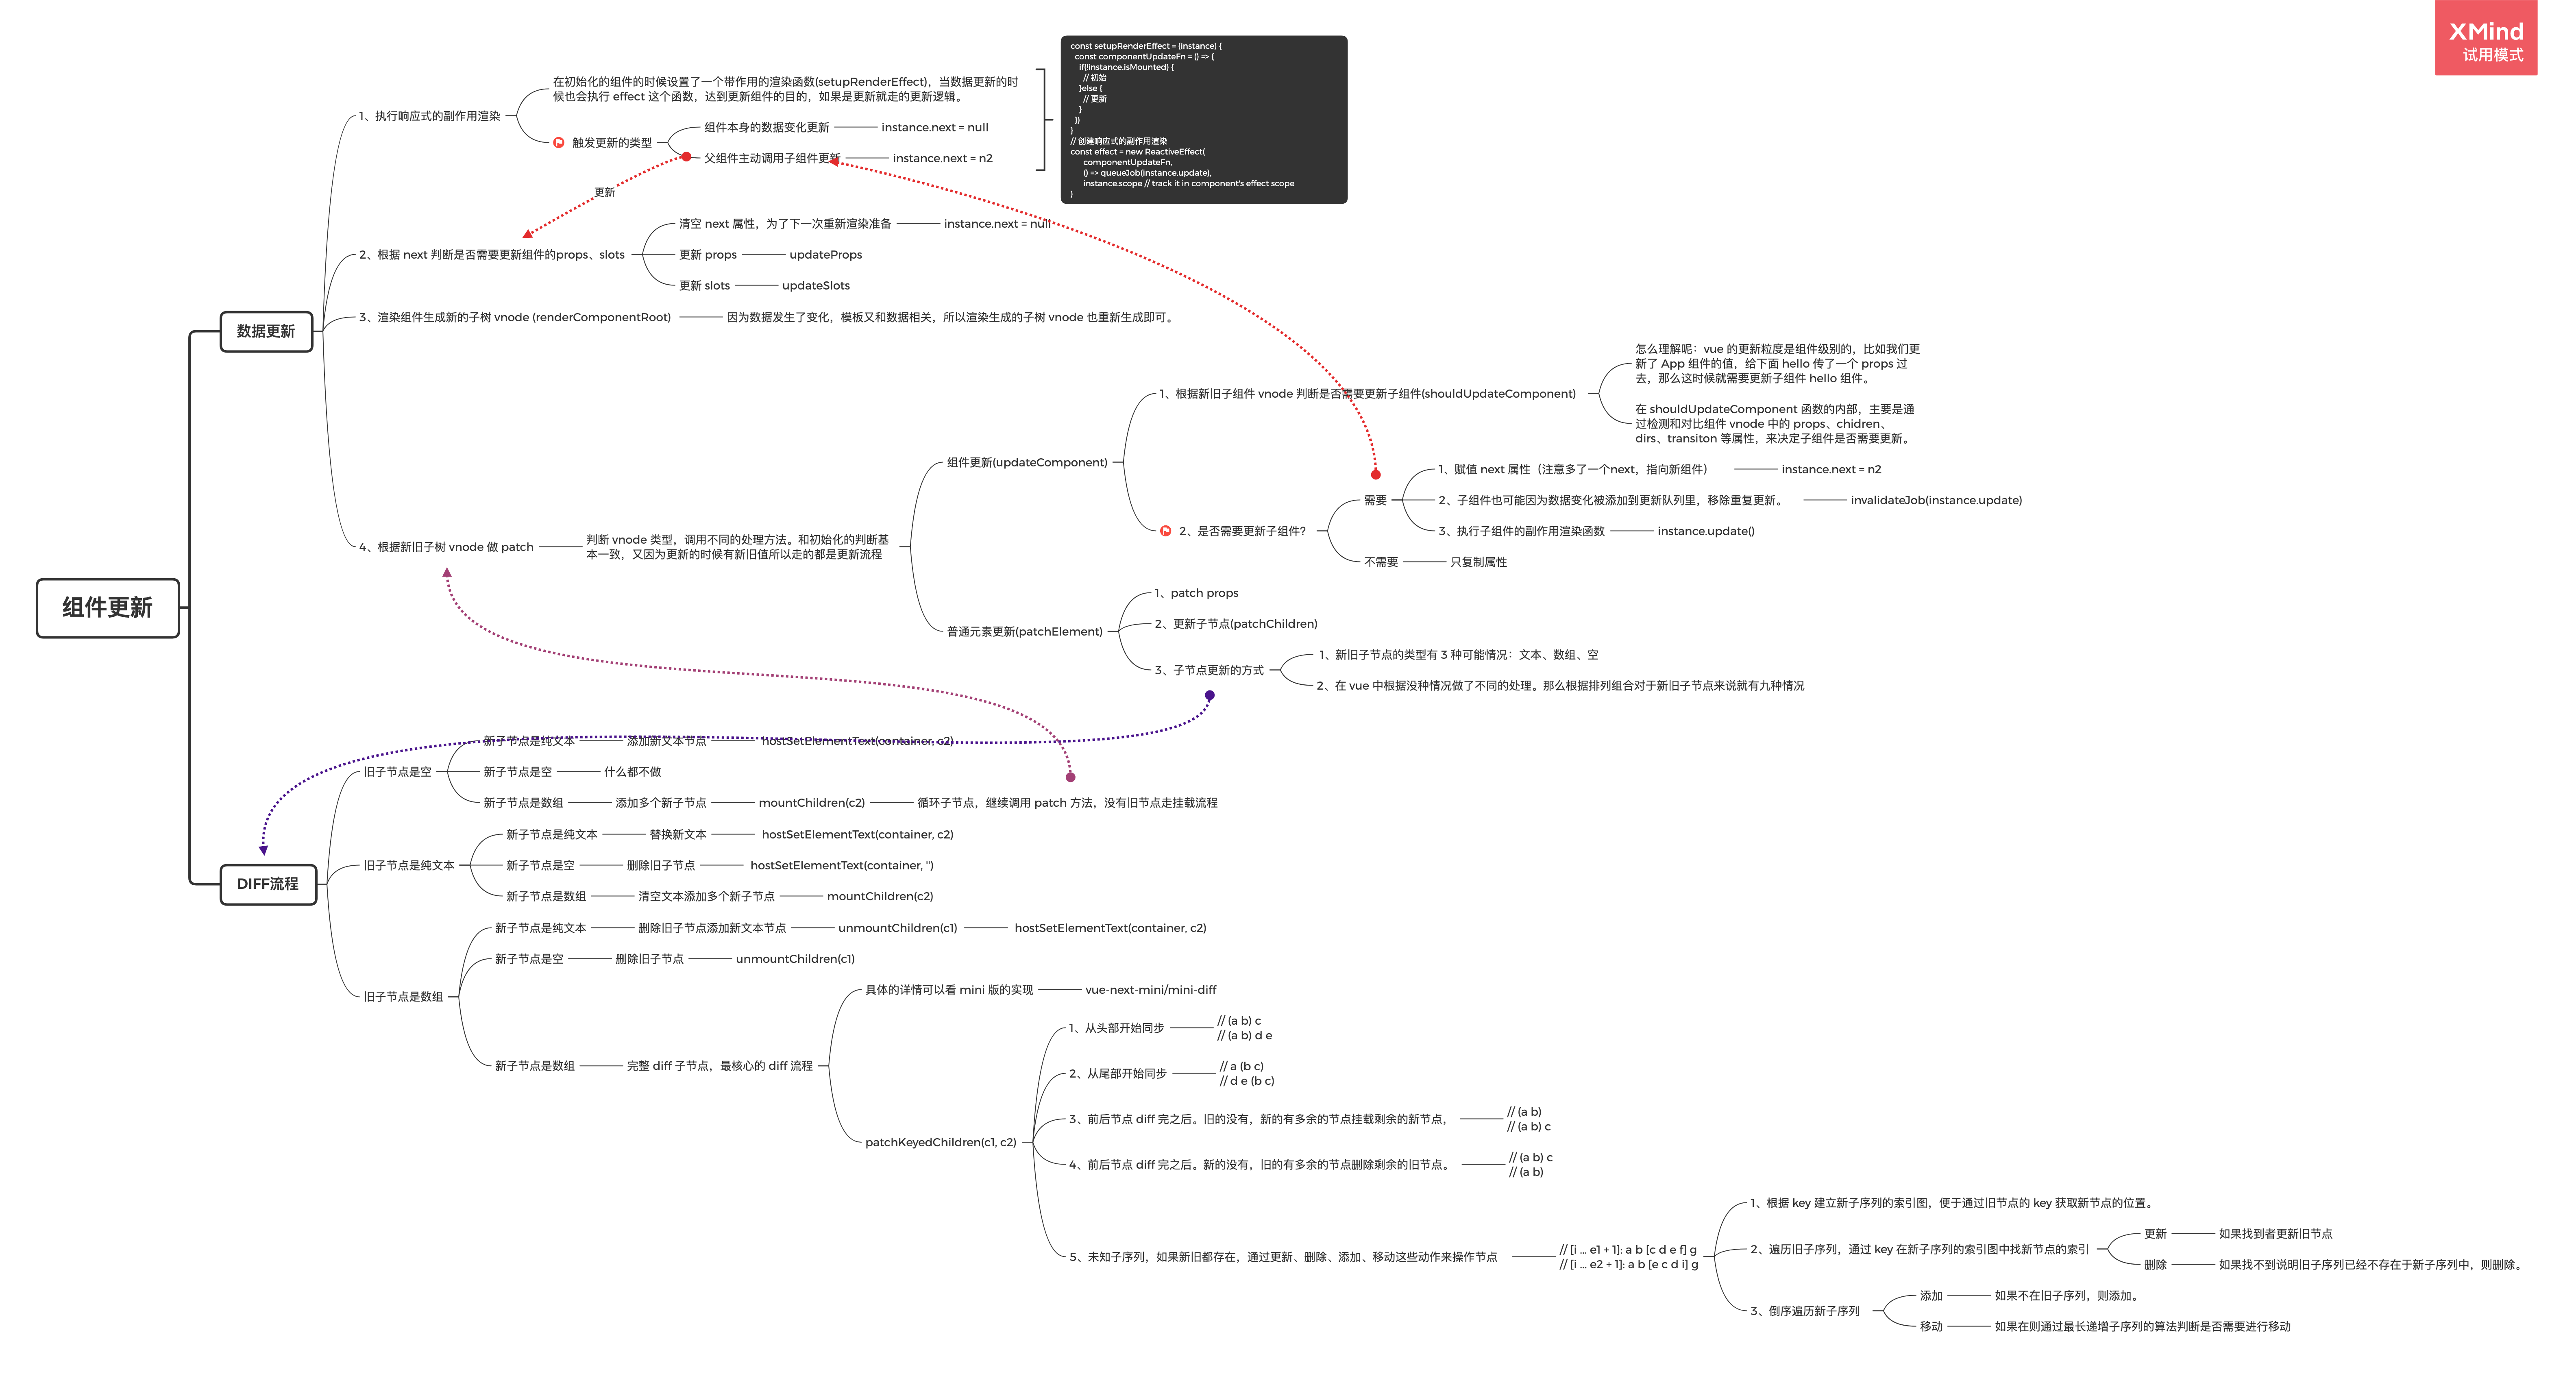 XMind
试用模式
组件更新
数据更新
1、执行响应式的副作用渲染
在初始化的组件的时候设置了一个带作用的渲染函数(setupRenderEffect)，当数据更新的时
候也会执行 effect 这个函数，达到更新组件的目的，如果是更新就走的更新逻辑。
触发更新的类型
组件本身的数据变化更新
instance.next = null
父组件主动调用子组件更新
instance.next = n2
const setupRenderEffect = (instance) {
const componentUpdateFn = () => {
if(!instance.isMounted) {
// 初始
}else {
// 更新
}
})
}
// 创建响应式的副作用渲染
const effect = new ReactiveEffect(
componentUpdateFn,
() => queueJob(instance.update),
instance.scope // track it in component's effect scope
)
更新
2、根据 next 判断是否需要更新组件的props、slots
清空 next 属性，为了下一次重新渲染准备
instance.next = null
更新 props
updateProps
更新 slots
updateSlots
3、渲染组件生成新的子树 vnode (renderComponentRoot)
因为数据发生了变化，模板又和数据相关，所以渲染生成的子树 vnode 也重新生成即可。
4、根据新旧子树 vnode 做 patch
判断 vnode 类型，调用不同的处理方法。和初始化的判断基
本一致，又因为更新的时候有新旧值所以走的都是更新流程
组件更新(updateComponent)
1、根据新旧子组件 vnode 判断是否需要更新子组件(shouldUpdateComponent)
怎么理解呢：vue 的更新粒度是组件级别的，比如我们更
新了 App 组件的值，给下面 hello 传了一个 props 过
去，那么这时候就需要更新子组件 hello 组件。
在 shouldUpdateComponent 函数的内部，主要是通
过检测和对比组件 vnode 中的 props、chidren、
dirs、transiton 等属性，来决定子组件是否需要更新。
2、是否需要更新子组件？
需要
1、赋值 next 属性（注意多了一个next，指向新组件）
instance.next = n2
2、子组件也可能因为数据变化被添加到更新队列里，移除重复更新。
invalidateJob(instance.update)
3、执行子组件的副作用渲染函数
instance.update()
不需要
只复制属性
普通元素更新(patchElement)
1、patch props
2、更新子节点(patchChildren)
3、子节点更新的方式
1、新旧子节点的类型有 3 种可能情况：文本、数组、空
2、在 vue 中根据没种情况做了不同的处理。那么根据排列组合对于新旧子节点来说就有九种情况
DIFF流程
旧子节点是空
新子节点是纯文本
添加新文本节点
hostSetElementText(container, c2)
新子节点是空
什么都不做
新子节点是数组
添加多个新子节点
mountChildren(c2)
循环子节点，继续调用 patch 方法，没有旧节点走挂载流程
旧子节点是纯文本
新子节点是纯文本
替换新文本
hostSetElementText(container, c2)
新子节点是空
删除旧子节点
hostSetElementText(container, '')
新子节点是数组
清空文本添加多个新子节点
mountChildren(c2)
旧子节点是数组
新子节点是纯文本
删除旧子节点添加新文本节点
unmountChildren(c1)
hostSetElementText(container, c2)
新子节点是空
删除旧子节点
unmountChildren(c1)
新子节点是数组
完整 diff 子节点，最核心的 diff 流程
具体的详情可以看 mini 版的实现
vue-next-mini/mini-diff
patchKeyedChildren(c1, c2)
1、从头部开始同步
// (a b) c
// (a b) d e
2、从尾部开始同步
// a (b c)
// d e (b c)
3、前后节点 diff 完之后。旧的没有，新的有多余的节点挂载剩余的新节点，
// (a b)
// (a b) c
4、前后节点 diff 完之后。新的没有，旧的有多余的节点删除剩余的旧节点。
// (a b) c
// (a b)
5、未知子序列，如果新旧都存在，通过更新、删除、添加、移动这些动作来操作节点
// [i ... e1 + 1]: a b [c d e f] g
// [i ... e2 + 1]: a b [e c d i] g
1、根据 key 建立新子序列的索引图，便于通过旧节点的 key 获取新节点的位置。
2、遍历旧子序列，通过 key 在新子序列的索引图中找新节点的索引
更新
如果找到者更新旧节点
删除
如果找不到说明旧子序列已经不存在于新子序列中，则删除。
3、倒序遍历新子序列
添加
如果不在旧子序列，则添加。
移动
如果在则通过最长递增子序列的算法判断是否需要进行移动